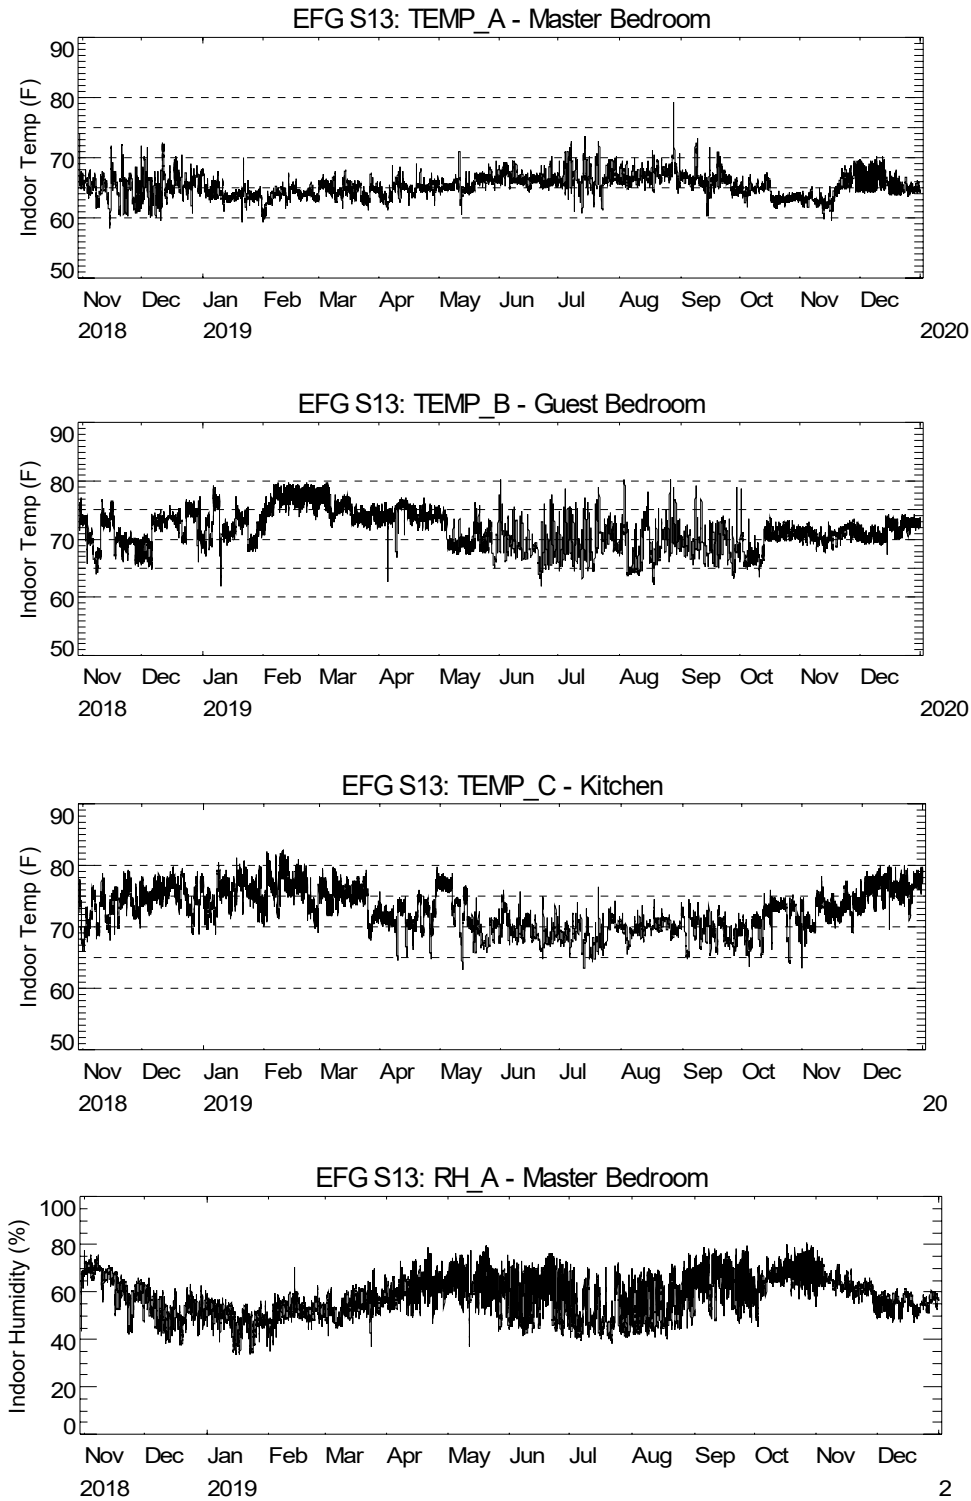 EFG S13: TEMP_A - Master Bedroom
90
80
70
60
50
Indoor Temp (F)
Nov Dec Jan Feb Mar Apr May Jun Jul Aug Sep Oct Nov Dec
2018 2019 2020
EFG S13: TEMP_B - Guest Bedroom
90
80
70
60
50
Indoor Temp (F)
Nov Dec Jan Feb Mar Apr May Jun Jul Aug Sep Oct Nov Dec
2018 2019 2020
EFG S13: TEMP_C - Kitchen
90
80
70
60
50
Indoor Temp (F)
Nov Dec Jan Feb Mar Apr May Jun Jul Aug Sep Oct Nov Dec
2018 2019 20
EFG S13: RH_A - Master Bedroom
100
80
60
40
20
0
Indoor Humidity (%)
Nov Dec Jan Feb Mar Apr May Jun Jul Aug Sep Oct Nov Dec
2018 2019 2